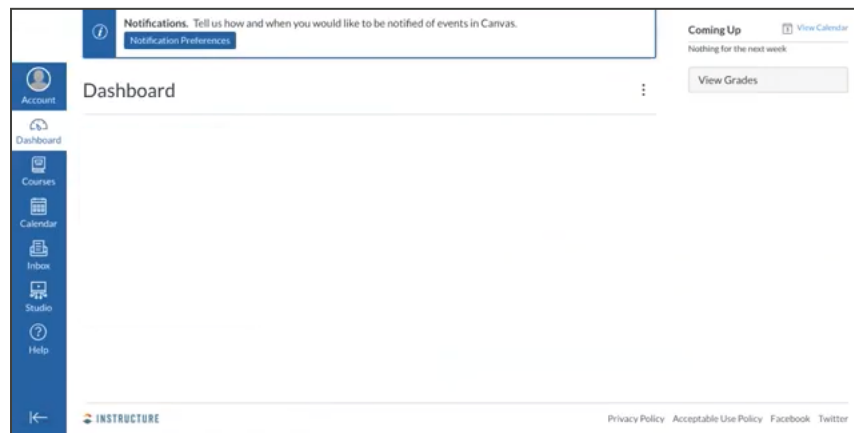 Notifications. Tell us how and when you would like to be notified of events in Canvas.
Notification Preferences
Coming Up
View Calendar
Nothing for the next week
View Grades
Dashboard
Account
Dashboard
Courses
Calendar
Inbox
Studio
Help
INSTRUCTURE
Privacy Policy Acceptable Use Policy Facebook Twitter